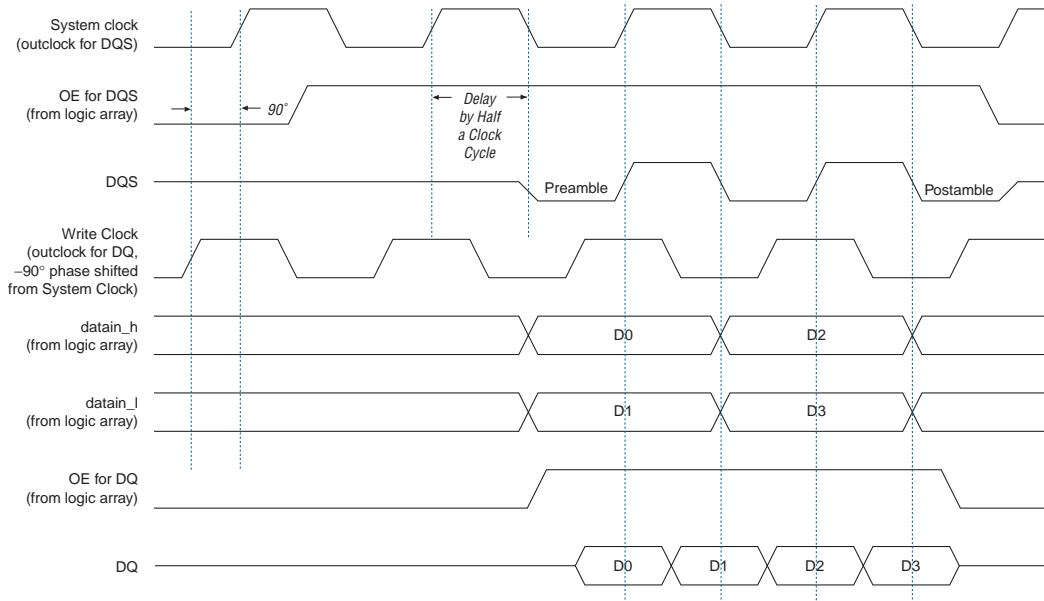 System clock
(outclock for DQS)
OE for DQS
(from logic array)
90°
Delay
by Half
a Clock
Cycle
DQS
Preamble
Postamble
Write Clock
(outclock for DQ,
−90° phase shifted
from System Clock)
datain_h
(from logic array)
D0
D2
datain_l
(from logic array)
D1
D3
OE for DQ
(from logic array)
DQ
D0
D1
D2
D3